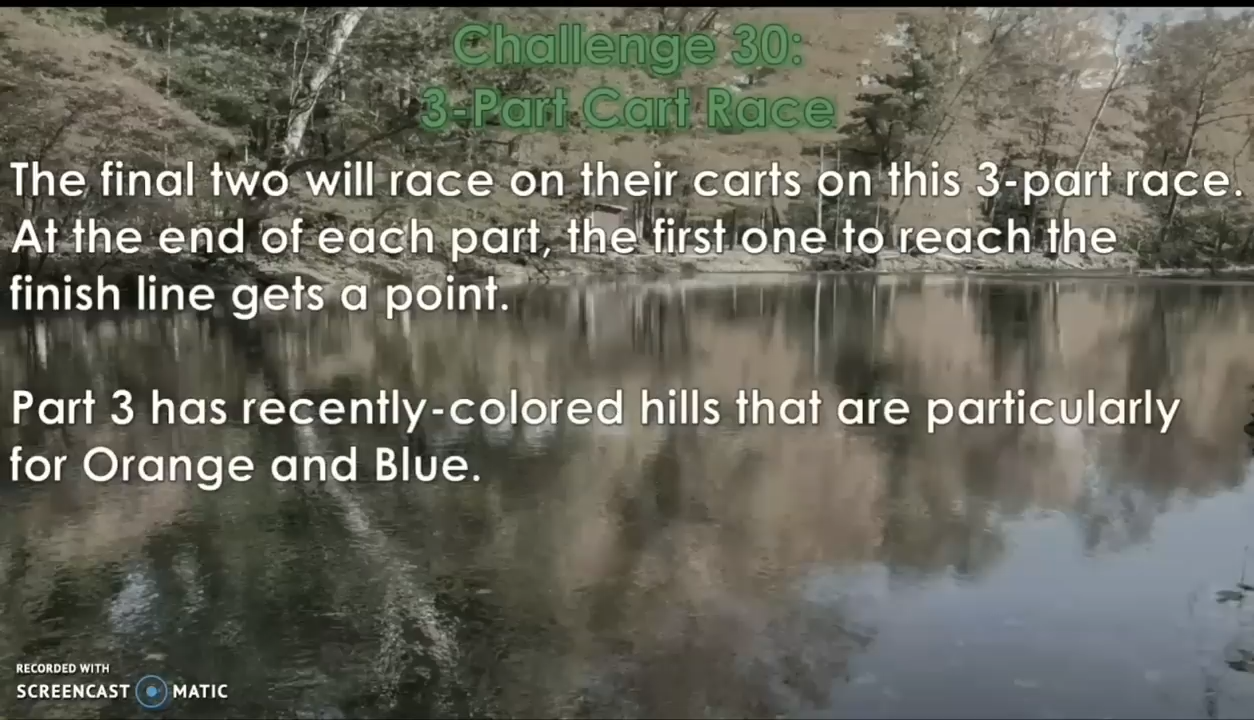 Challenge 30:
3-Part Cart Race
The final two will race on their carts on this 3-part race.
At the end of each part, the first one to reach the
finish line gets a point.
Part 3 has recently-colored hills that are particularly
for Orange and Blue.
RECORDED WITH
SCREENCAST MATIC